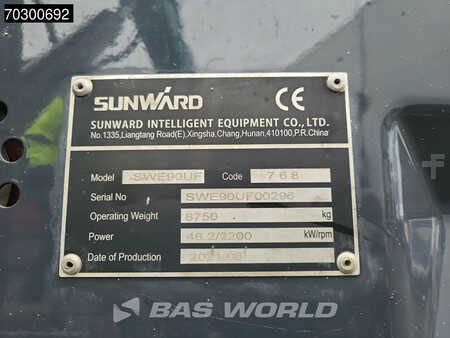 70300692
SUNWARD CE
SUNWARD INTELLIGENT EQUIPMENT CO., LTD.
No.1335,Liangtang Road(E),Xingsha,Chang,Hunan,410100,P.R.China
Model SWE90UF Code 768
Serial No SWE90UF00296
Operating Weight 8750 kg
Power 46.2/2200 kW/rpm
Date of Production
BAS WORLD